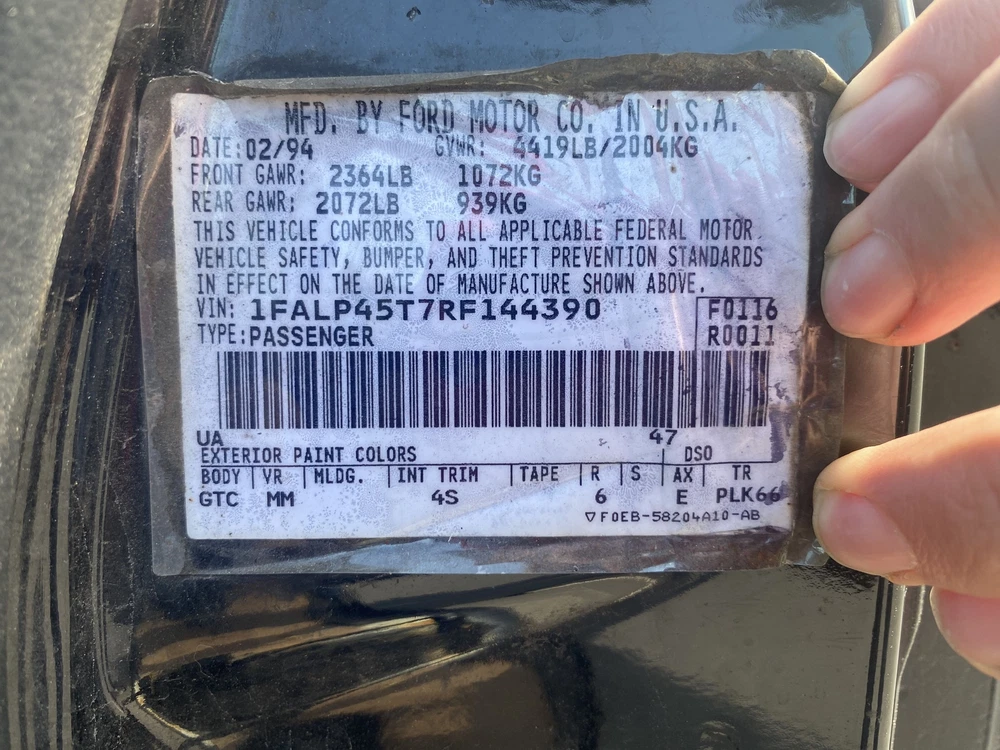 MFD. BY FORD MOTOR CO. IN U.S.A.
DATE: 02/94 GVWR: 4419LB/2004KG
FRONT GAWR: 2364LB 1072KG
REAR GAWR: 2072LB 939KG
THIS VEHICLE CONFORMS TO ALL APPLICABLE FEDERAL MOTOR
VEHICLE SAFETY, BUMPER, AND THEFT PREVENTION STANDARDS
IN EFFECT ON THE DATE OF MANUFACTURE SHOWN ABOVE.
VIN: 1FALP45T7RF144390 F0116
TYPE: PASSENGER R0011
UA 47
EXTERIOR PAINT COLORS DSO
BODY VR MLDG. INT TRIM TAPE R S AX TR
GTC MM 4S 6 E PLK66
▽F0EB-58204A10-AB